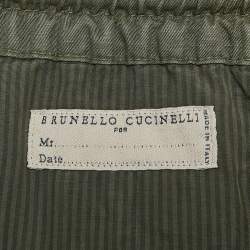 BRUNELLO CUCINELLI
FOR
Mr.
Date
MADE IN ITALY